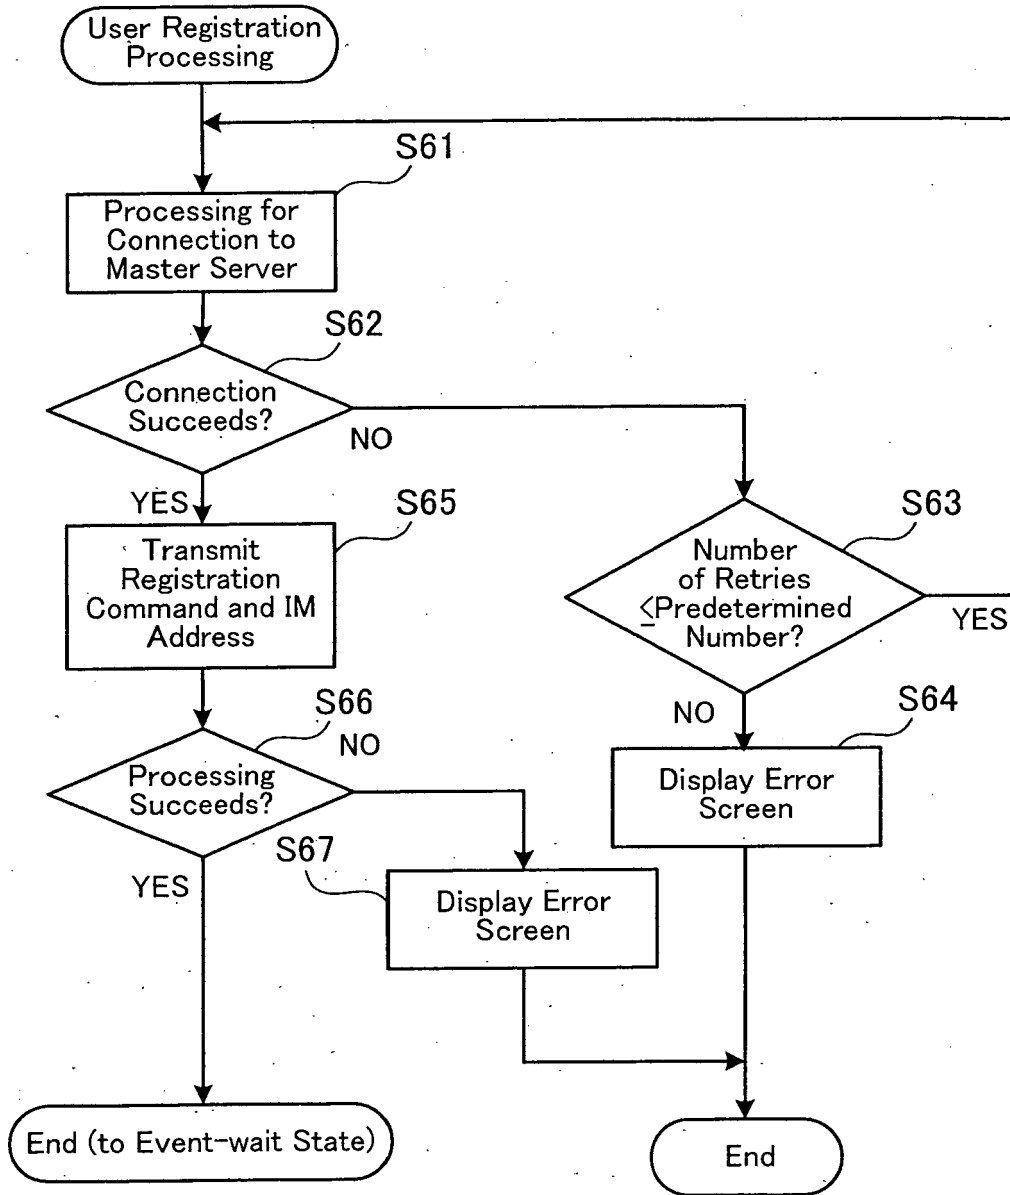 User Registration
Processing
S61
Processing for
Connection to
Master Server
S62
Connection
Succeeds?
NO
YES
S65
Transmit
Registration
Command and IM
Address
S63
Number
of Retries
≤Predetermined
Number?
YES
NO
S64
Display Error
Screen
S66
NO
Processing
Succeeds?
YES
S67
Display Error
Screen
End (to Event-wait State)
End